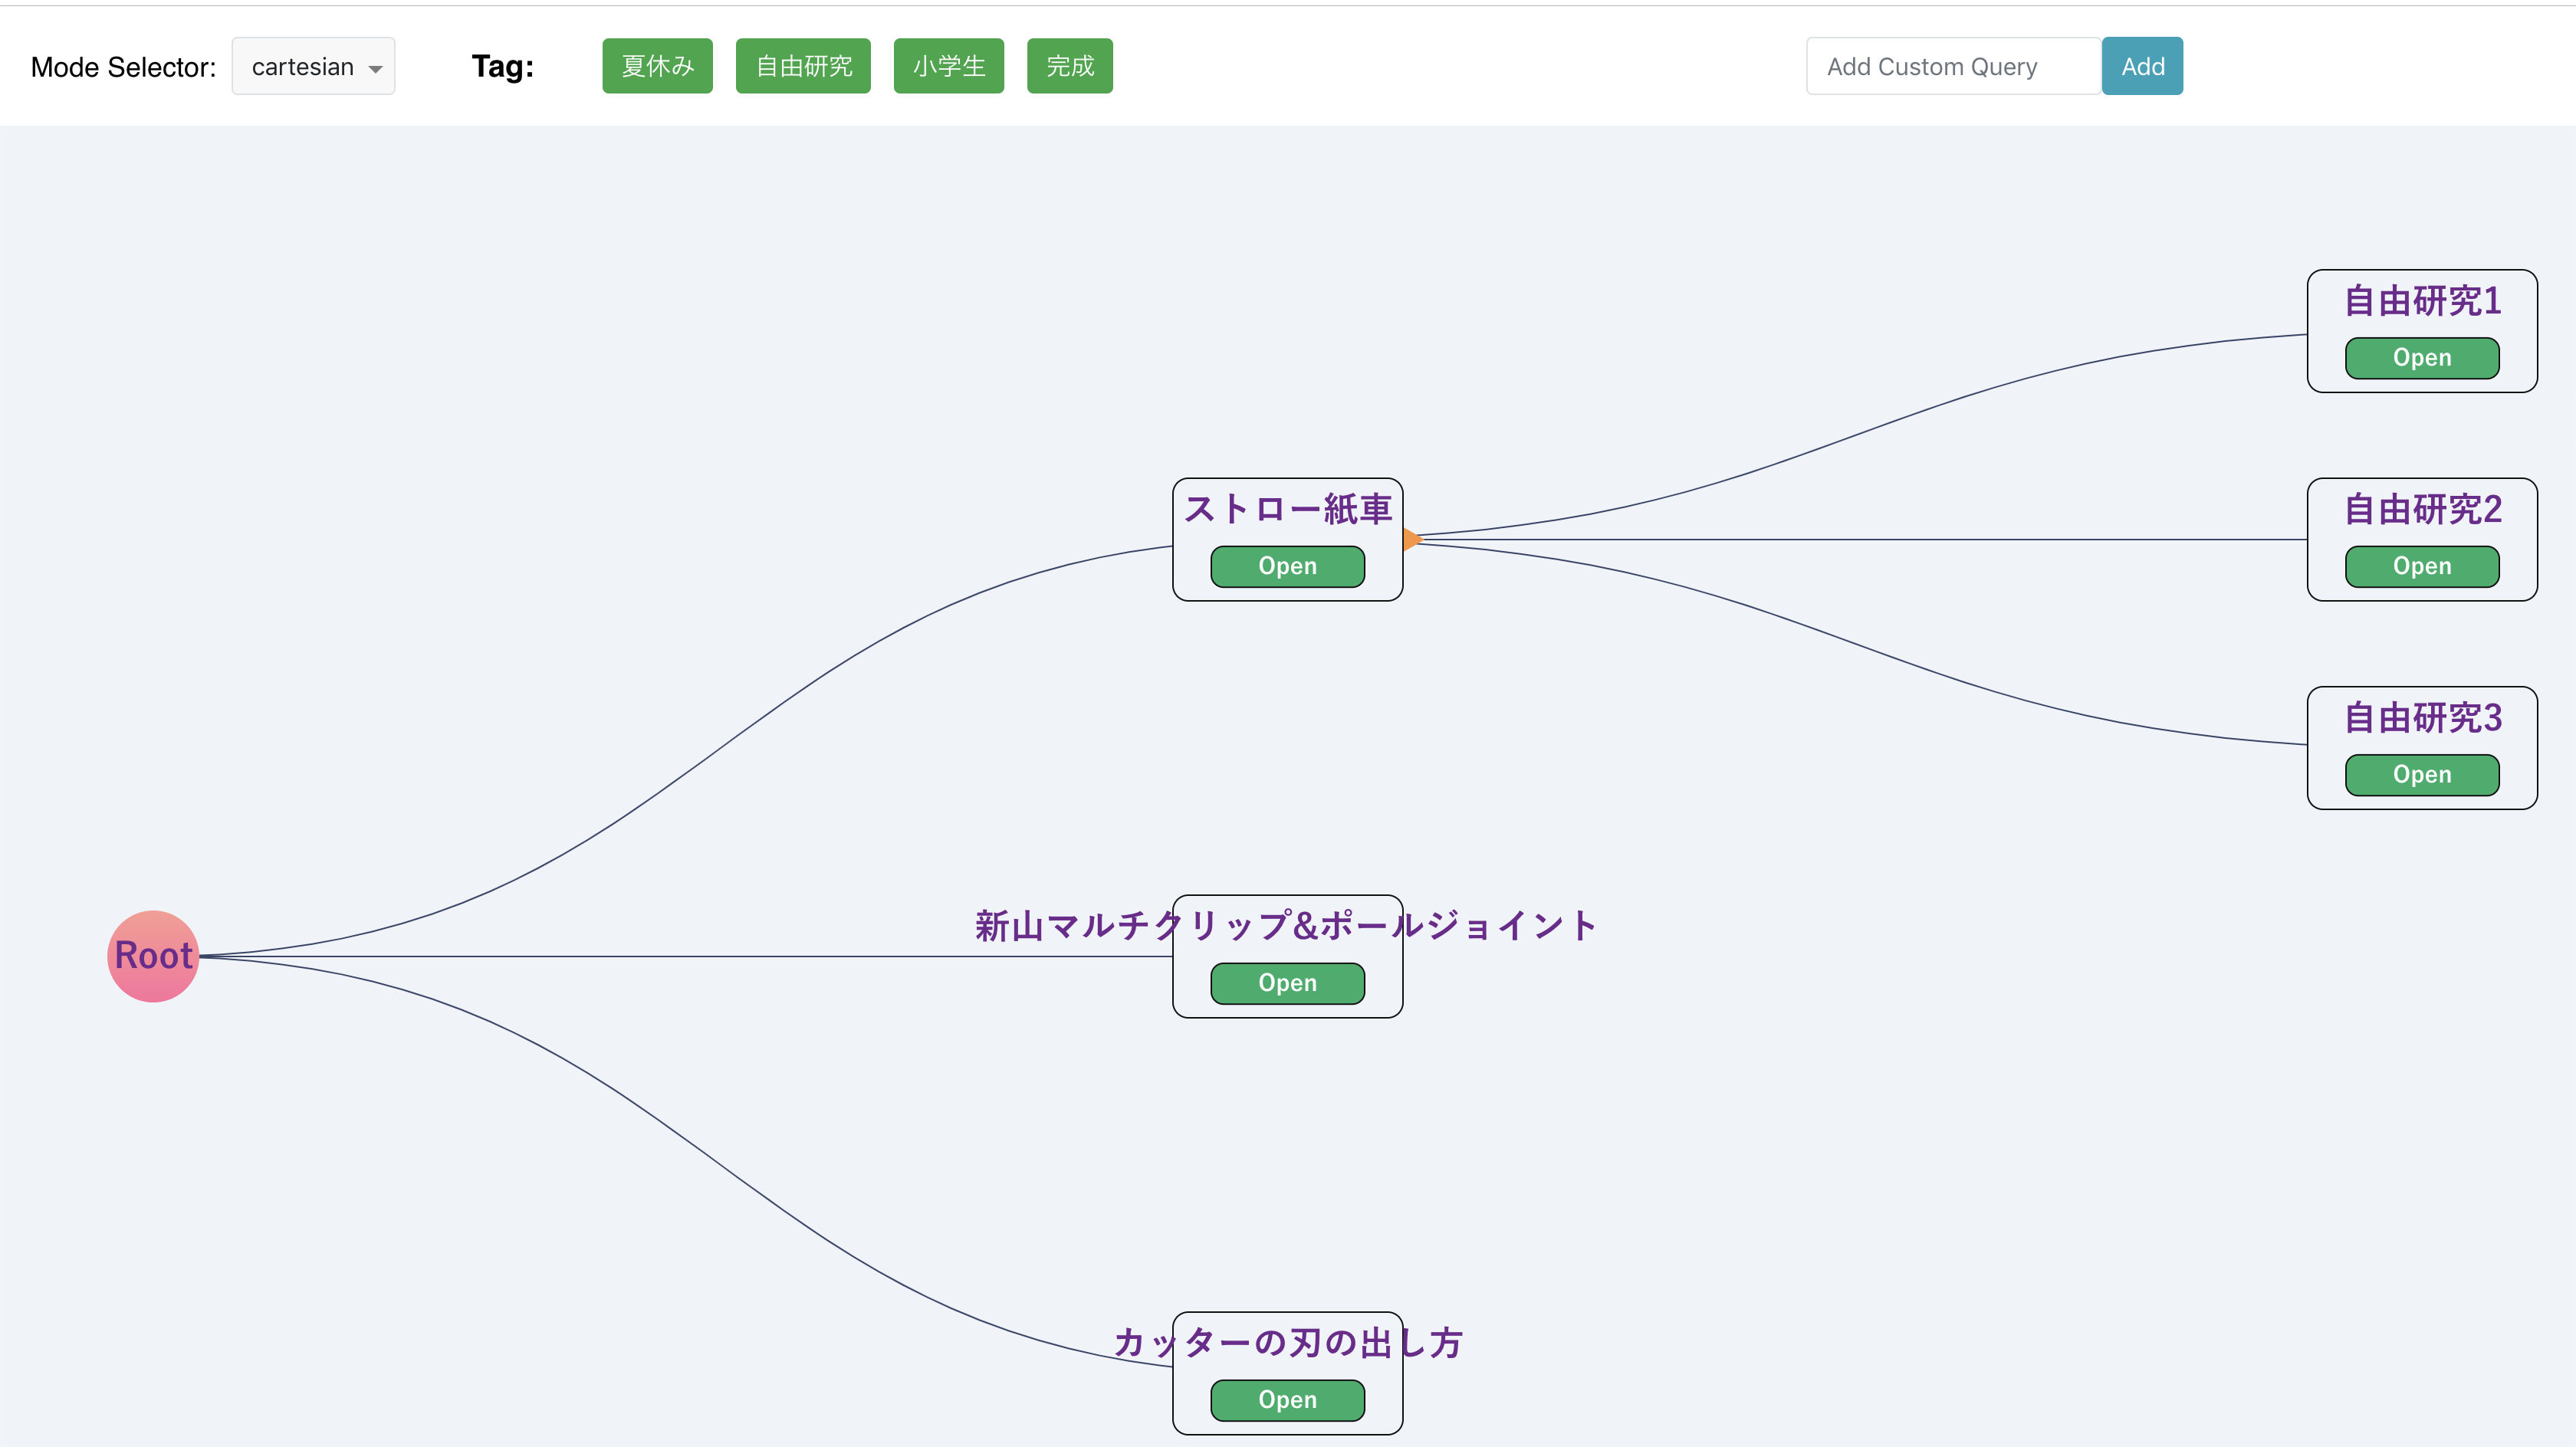 Mode Selector: cartesian Tag: 夏休み 自由研究 小学生 完成 Add Custom Query Add
自由研究1
Open
ストロー紙車
Open
自由研究2
Open
自由研究3
Open
Root
新山マルチクリップ&ポールジョイント
Open
カッターの刃の出し方
Open